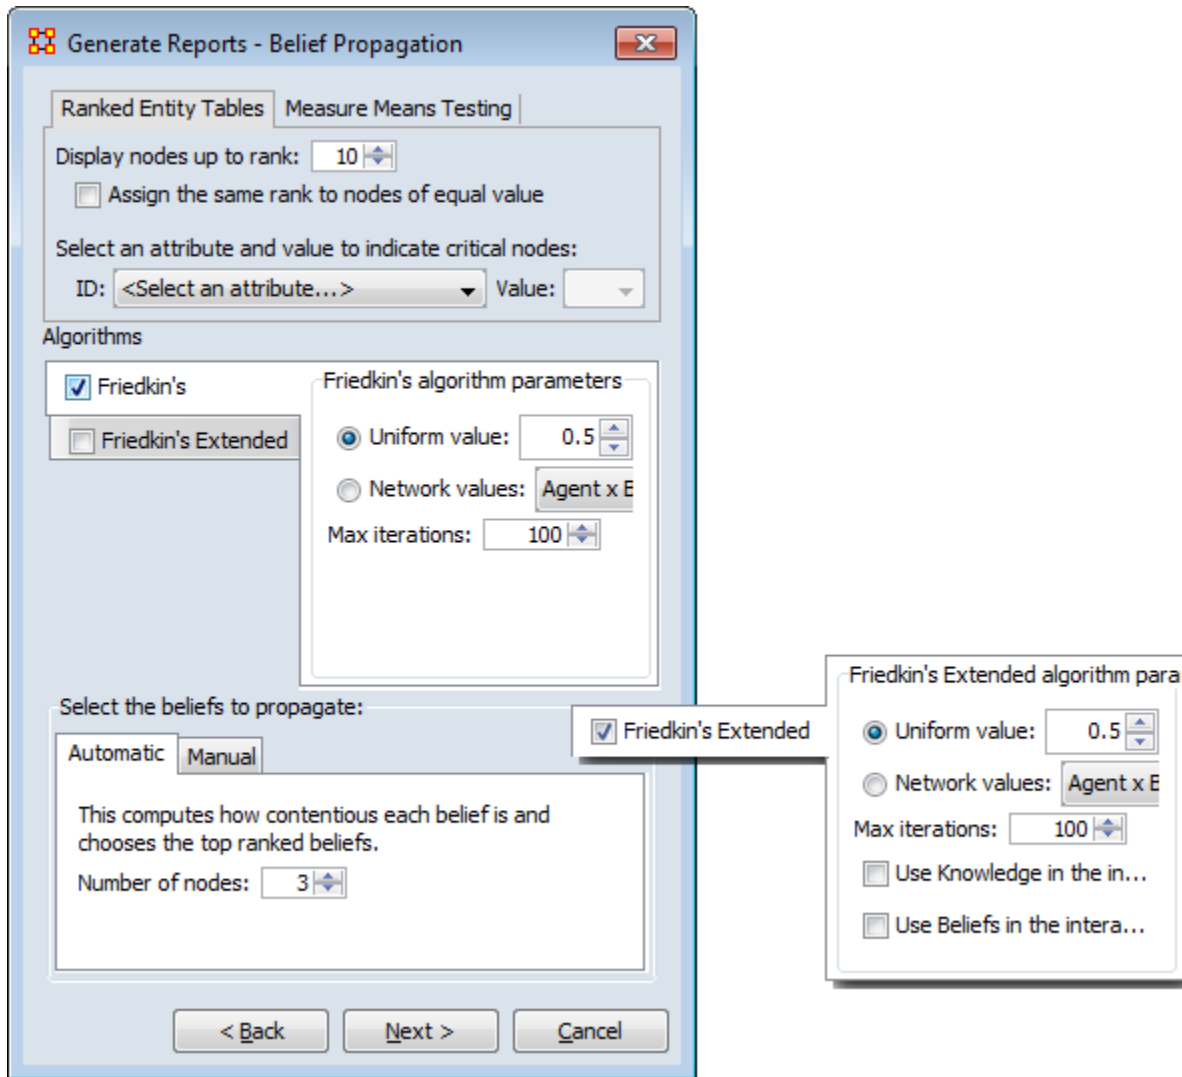 Generate Reports - Belief Propagation
Ranked Entity Tables Measure Means Testing
Display nodes up to rank: 10
Assign the same rank to nodes of equal value
Select an attribute and value to indicate critical nodes:
ID: <Select an attribute...> Value:
Algorithms
Friedkin's
Friedkin's Extended
Friedkin's algorithm parameters
Uniform value: 0.5
Network values: Agent x B
Max iterations: 100
Select the beliefs to propagate:
Automatic Manual
This computes how contentious each belief is and
chooses the top ranked beliefs.
Number of nodes: 3
< Back Next > Cancel
Friedkin's Extended
Friedkin's Extended algorithm para
Uniform value: 0.5
Network values: Agent x B
Max iterations: 100
Use Knowledge in the in...
Use Beliefs in the intera...